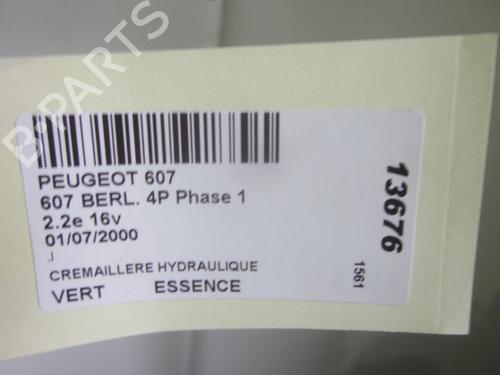 B-PARTS
PEUGEOT 607
607 BERL. 4P Phase 1
2.2e 16v
01/07/2000
CREMAILLERE HYDRAULIQUE
VERT ESSENCE
13676
1561